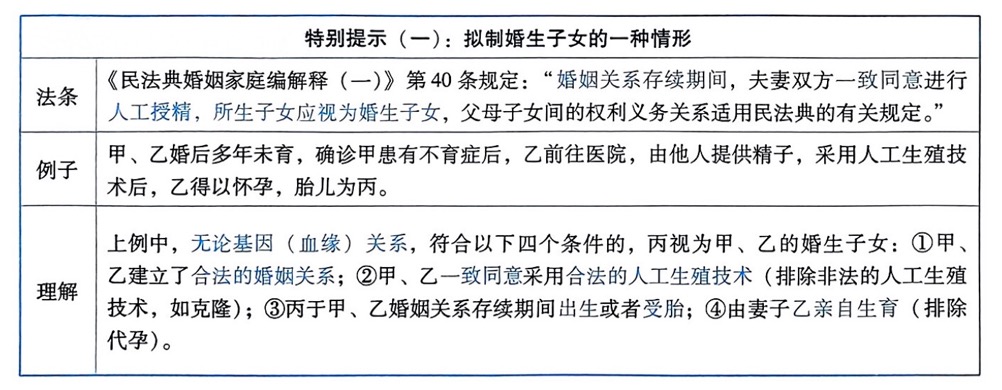 特别提示（一）：拟制婚生子女的一种情形
法条
《民法典婚姻家庭编解释（一）》第40条规定：“婚姻关系存续期间，夫妻双方一致同意进行
人工授精，所生子女应视为婚生子女，父母子女间的权利义务关系适用民法典的有关规定。”
例子
甲、乙婚后多年未育，确诊甲患有不育症后，乙前往医院，由他人提供精子，采用人工生殖技
术后，乙得以怀孕，胎儿为丙。
理解
上例中，无论基因（血缘）关系，符合以下四个条件的，丙视为甲、乙的婚生子女：①甲、
乙建立了合法的婚姻关系；②甲、乙一致同意采用合法的人工生殖技术（排除非法的人工生殖
技术，如克隆）；③丙于甲、乙婚姻关系存续期间出生或者受胎；④由妻子乙亲自生育（排除
代孕）。